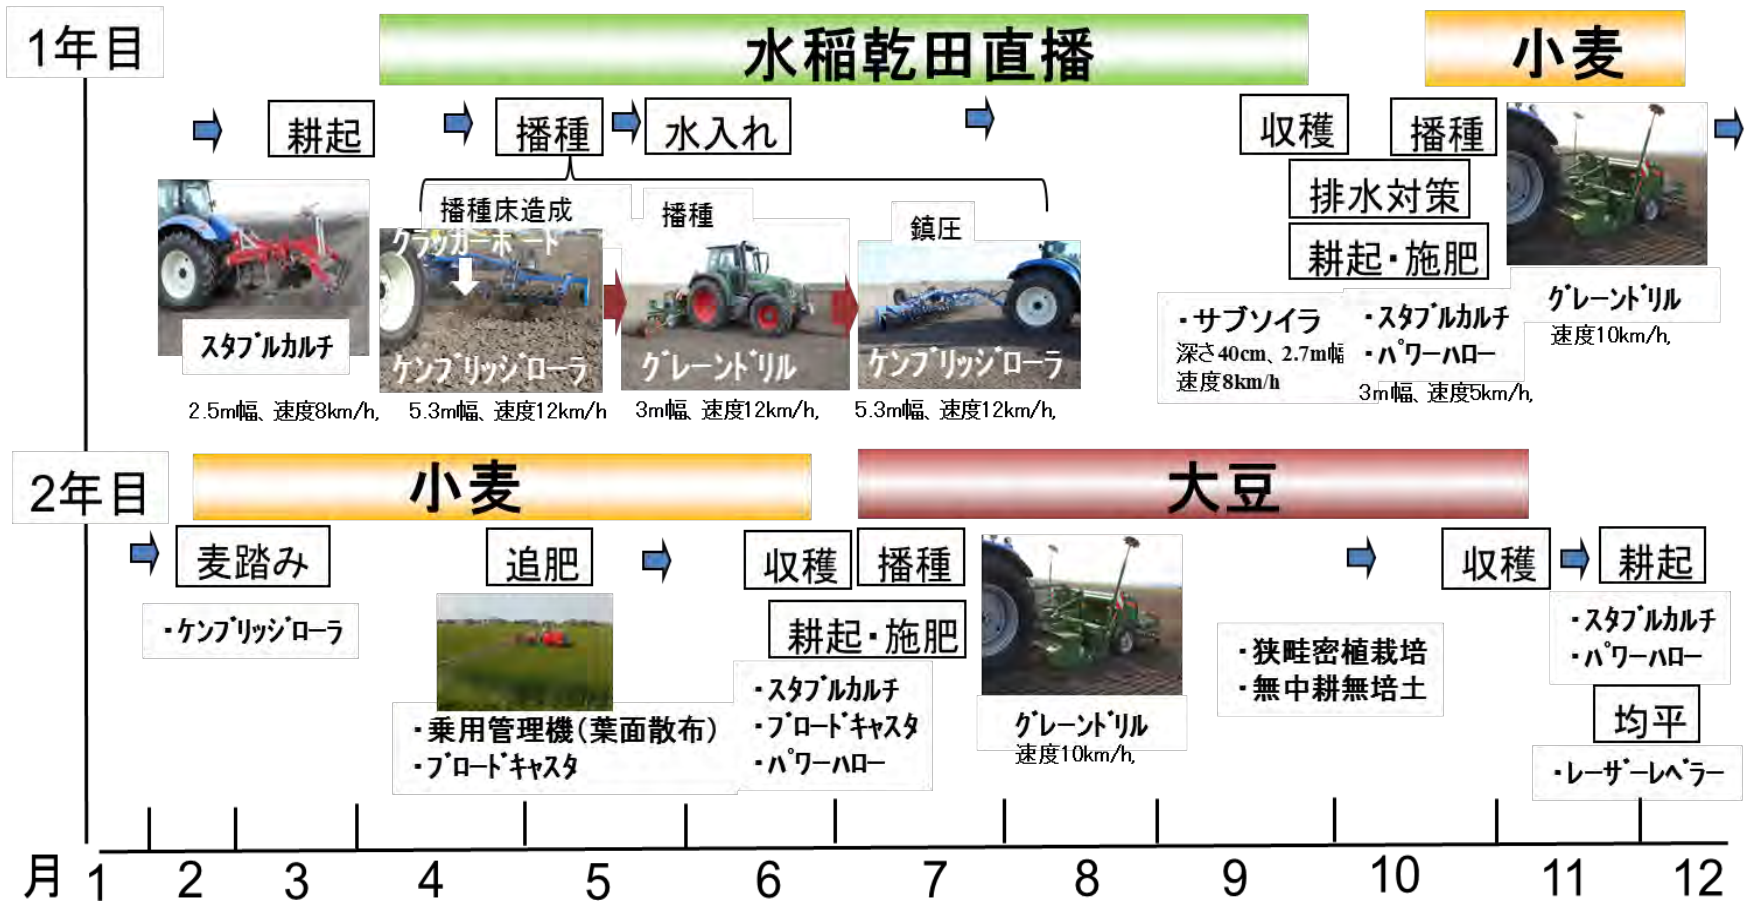 1年目
水稲乾田直播
小麦
耕起
播種
水入れ
収穫
播種
排水対策
耕起・施肥
播種床造成
播種
鎮圧
クラッカーボード
スタブルカルチ
ケンブリッジローラ
グレーンドリル
ケンブリッジローラ
2.5m幅、速度8km/h,
5.3m幅、速度12km/h
3m幅、速度12km/h,
5.3m幅、速度12km/h,
・サブソイラ
深さ40cm、2.7m幅
速度8km/h
・スタブルカルチ
・パワーハロー
3m幅、速度5km/h,
グレーンドリル
速度10km/h,
2年目
小麦
大豆
麦踏み
追肥
収穫
播種
収穫
耕起
耕起・施肥
・ケンブリッジローラ
・乗用管理機(葉面散布)
・ブロードキャスタ
・スタブルカルチ
・ブロードキャスタ
・パワーハロー
グレーンドリル
速度10km/h,
・狭畦密植栽培
・無中耕無培土
・スタブルカルチ
・パワーハロー
均平
・レーザーレベラー
月 1 2 3 4 5 6 7 8 9 10 11 12